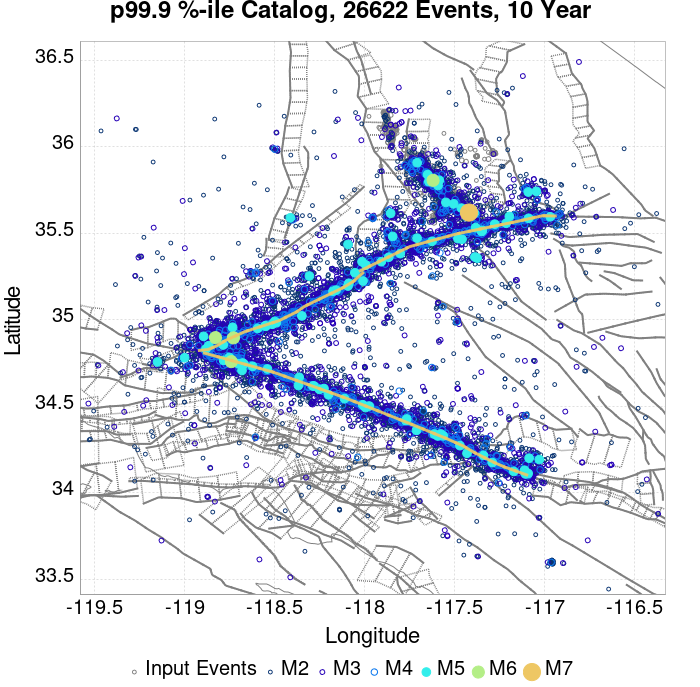 p99.9 %-ile Catalog, 26622 Events, 10 Year
36.5
36
35.5
35
34.5
34
33.5
Latitude
-119.5 -119 -118.5 -118 -117.5 -117 -116.5
Longitude
Input Events M2 M3 M4 M5 M6 M7